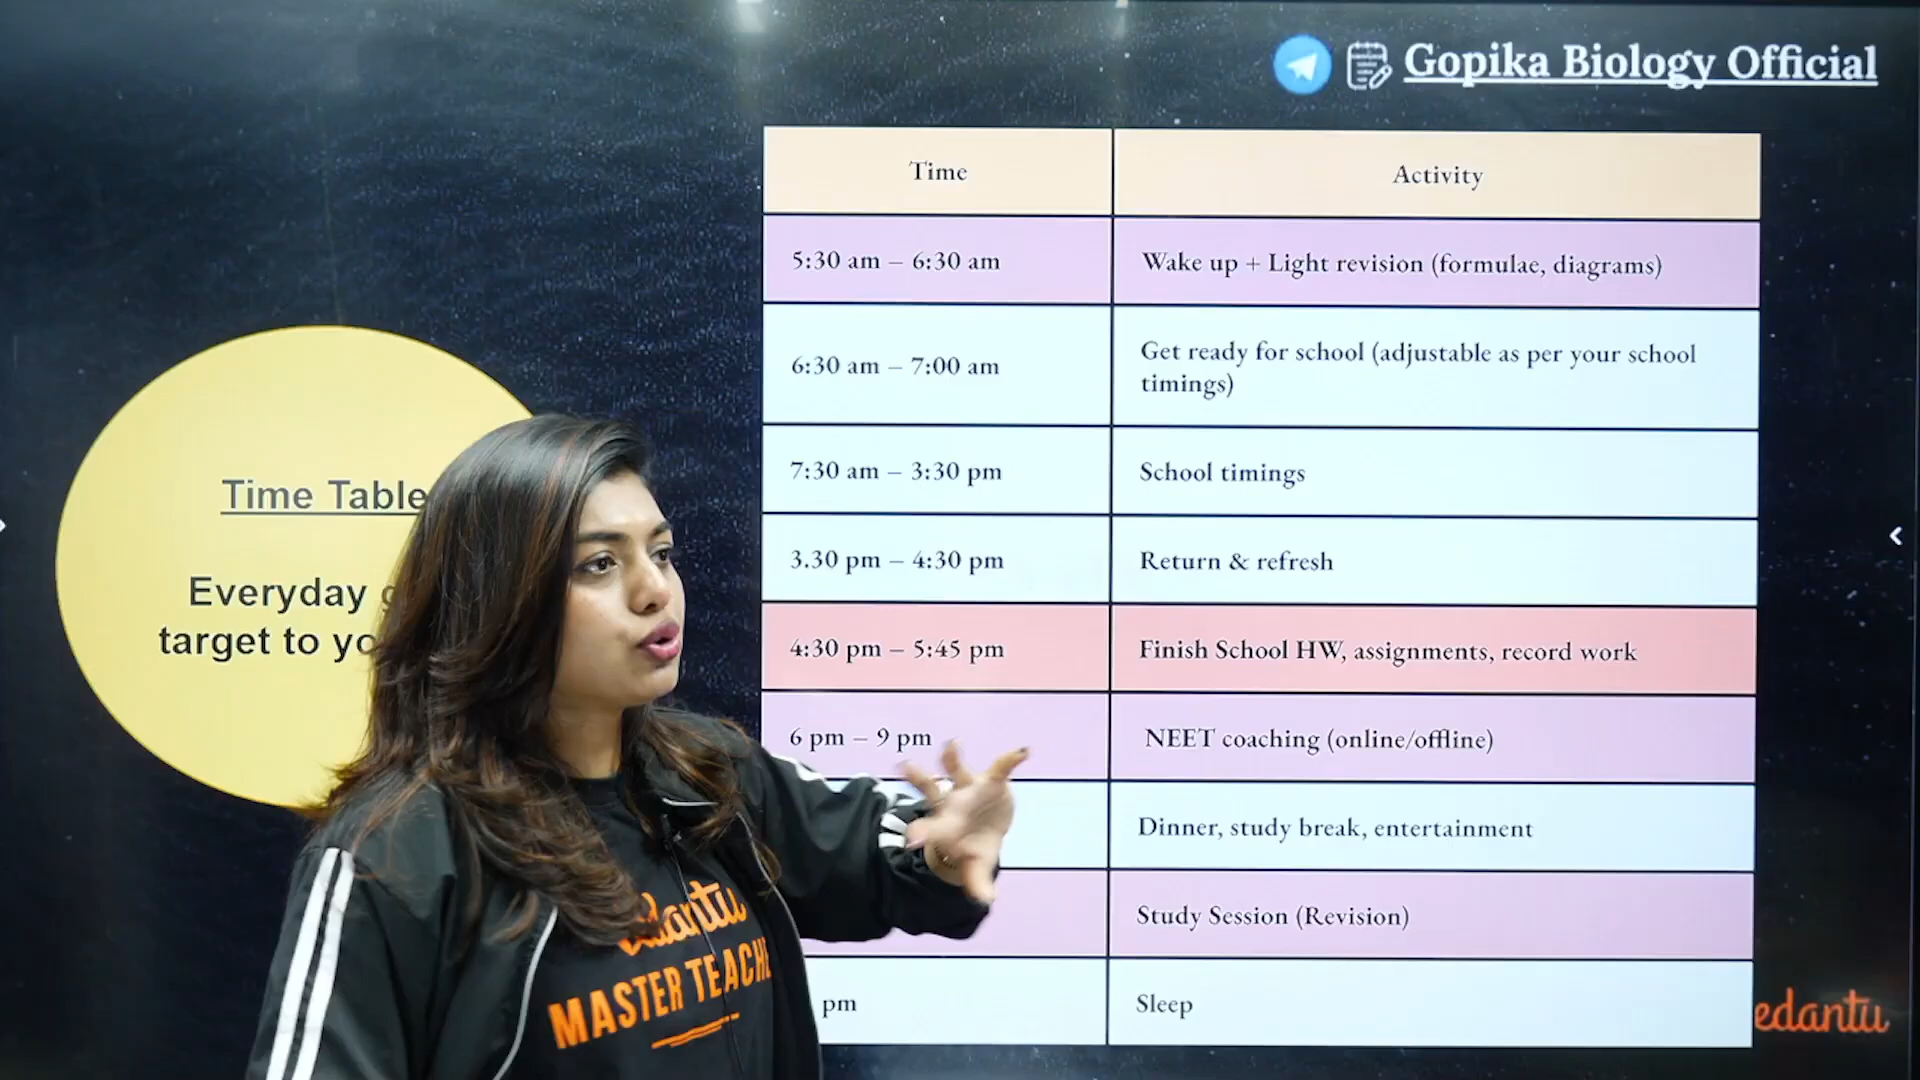 Gopika Biology Official
Time Activity
5:30 am – 6:30 am Wake up + Light revision (formulae, diagrams)
6:30 am – 7:00 am Get ready for school (adjustable as per your school
timings)
7:30 am – 3:30 pm School timings
3.30 pm – 4:30 pm Return & refresh
4:30 pm – 5:45 pm Finish School HW, assignments, record work
6 pm – 9 pm NEET coaching (online/offline)
Dinner, study break, entertainment
Study Session (Revision)
pm Sleep
Time Table
Everyday
target to
MASTER
edantu